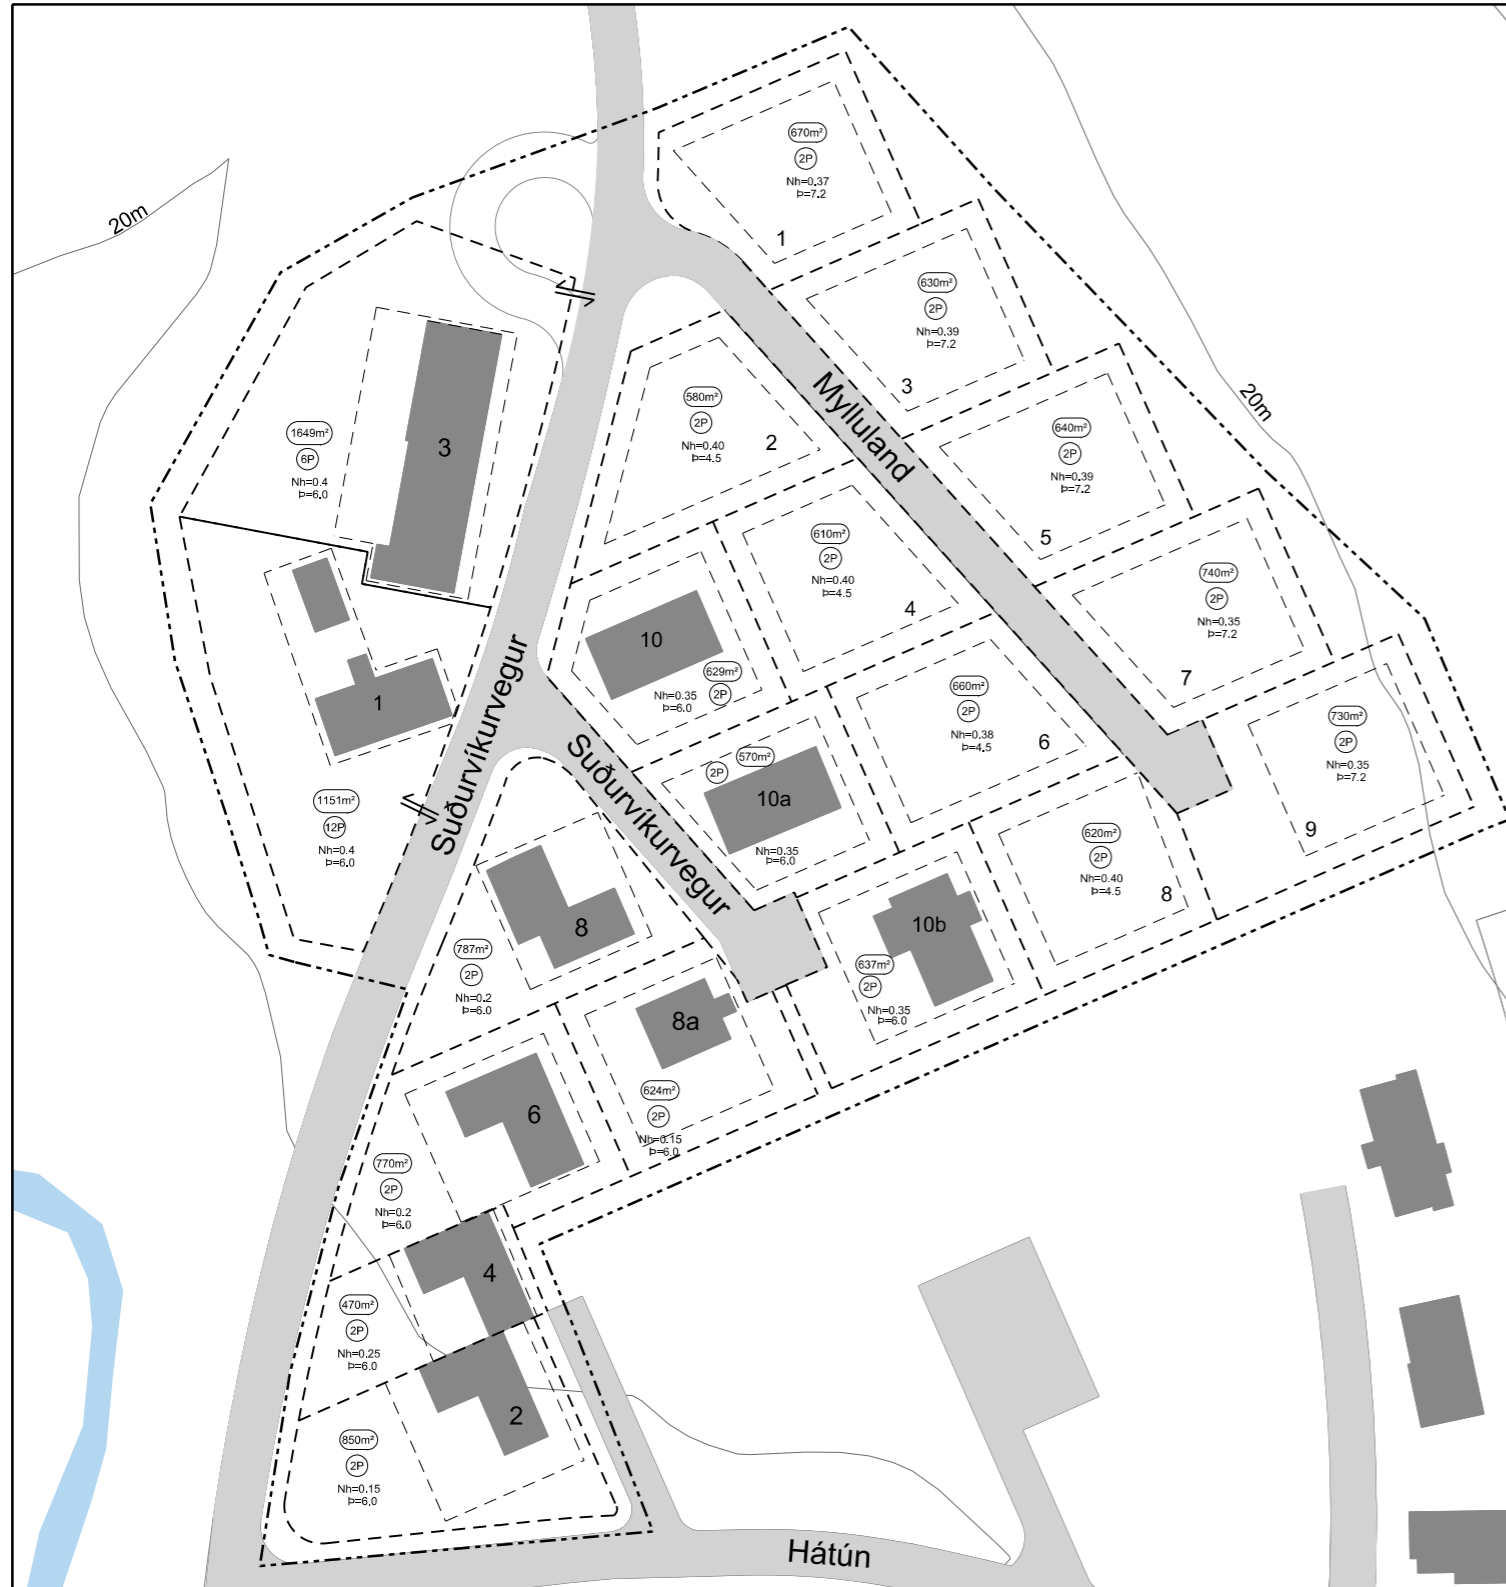 20m
670m²
2P
Nh=0.37
Þ=7.2
1
630m²
2P
Nh=0.39
Þ=7.2
3
20m
640m²
2P
Nh=0.39
Þ=7.2
5
740m²
2P
Nh=0.35
Þ=7.2
7
730m²
2P
Nh=0.35
Þ=7.2
9
Mylluland
580m²
2P
Nh=0.40
Þ=4.5
2
610m²
2P
Nh=0.40
Þ=4.5
4
660m²
2P
Nh=0.38
Þ=4.5
6
620m²
2P
Nh=0.40
Þ=4.5
8
1649m²
6P
Nh=0.4
Þ=6.0
3
1
1151m²
12P
Nh=0.4
Þ=6.0
Suðurvíkurvegur
Suðurvíkurvegur
10
629m²
2P
Nh=0.35
Þ=6.0
570m²
2P
10a
Nh=0.35
Þ=6.0
10b
637m²
2P
Nh=0.35
Þ=6.0
8
787m²
2P
Nh=0.2
Þ=6.0
8a
624m²
2P
Nh=0.15
Þ=6.0
6
770m²
2P
Nh=0.2
Þ=6.0
4
470m²
2P
Nh=0.25
Þ=6.0
2
850m²
2P
Nh=0.15
Þ=6.0
Hátún